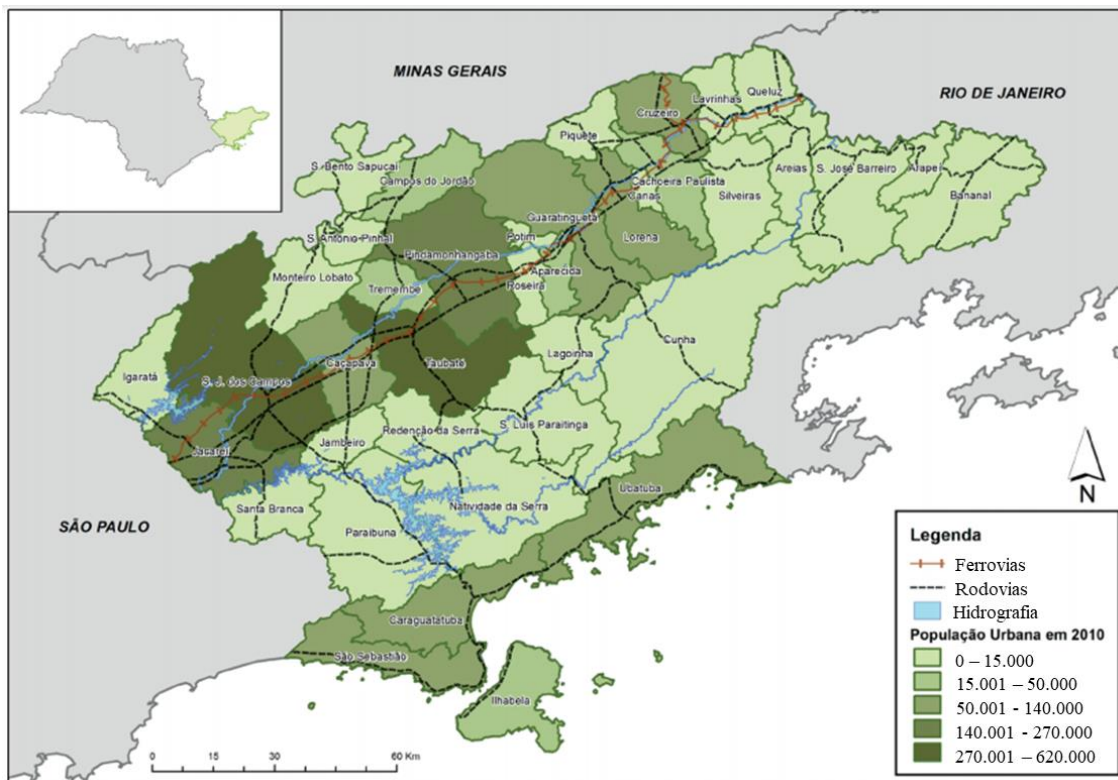 MINAS GERAIS
RIO DE JANEIRO
Queluz
Lavrinhas
Cruzeiro
Piquete
S. Bento Sapucaí
Campos do Jordão
Cachoeira Paulista
Canas
Silveiras
Areias
S. José Barreiro
Arapeí
Bananal
Guaratinguetá
Lorena
Potim
S. Antonio Pinhal
Pindamonhangaba
Aparecida
Roseira
Monteiro Lobato
Tremembé
Cunha
Lagoinha
Taubaté
Caçapava
Igaratá
S. J. dos Campos
Redenção da Serra
S. Luis Paraitinga
Jambeiro
Jacareí
Ubatuba
Santa Branca
Natividade da Serra
SÃO PAULO
Paraibuna
Caraguatatuba
São Sebastião
Ilhabela
N
0 15 30 60 Km
Legenda
Ferrovias
Rodovias
Hidrografia
População Urbana em 2010
0 – 15.000
15.001 – 50.000
50.001 - 140.000
140.001 - 270.000
270.001 – 620.000